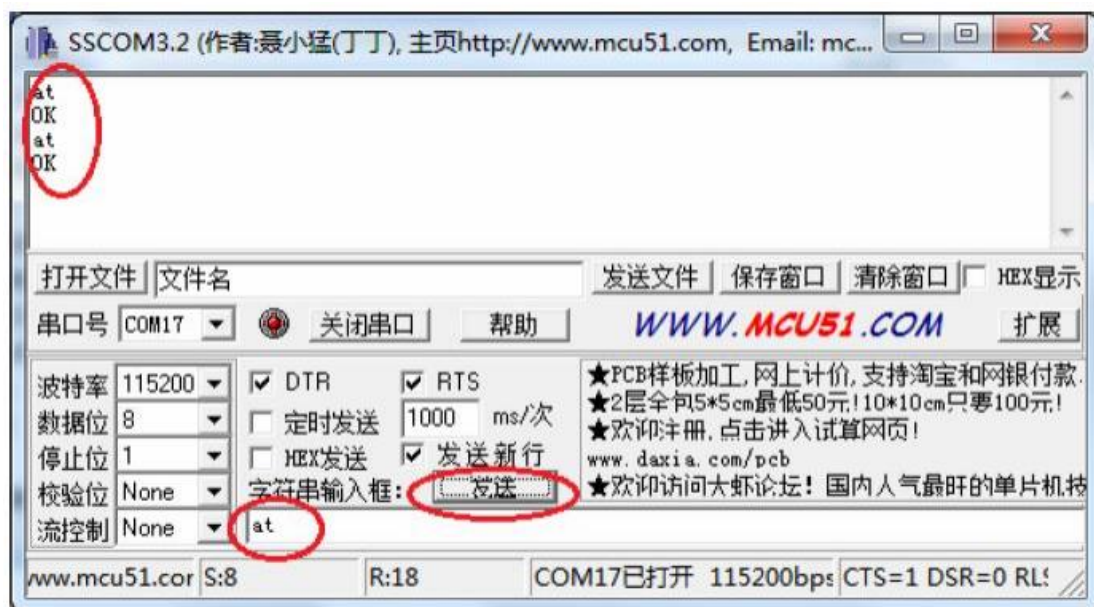 SSCOM3.2 (作者:聂小猛(丁丁), 主页http://www.mcu51.com, Email: mc...
at
OK
at
OK
打开文件 文件名 发送文件 保存窗口 清除窗口 HEX显示
串口号 COM17 关闭串口 帮助 WWW.MCU51.COM 扩展
波特率 115200 DTR RTS
数据位 8 定时发送 1000 ms/次
停止位 1 HEX发送 发送新行
校验位 None 字符串输入框: 发送
流控制 None at
★PCB样板加工,网上计价,支持淘宝和网银付款.
★2层全包5*5cm最低50元!10*10cm只要100元!
★欢迎注册,点击进入试算网页!
www.daxia.com/pcb
★欢迎访问大虾论坛!国内人气最旺的单片机技
www.mcu51.cor S:8 R:18 COM17已打开 115200bps CTS=1 DSR=0 RLS